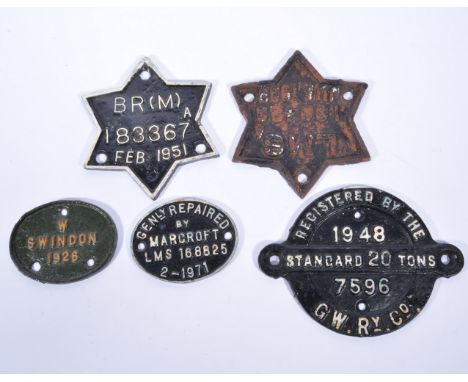 BR (M)
A
183367
FEB 1951
W
SWINDON
1926
GENLY REPAIRED
BY
MARCROFT
LMS 168825
2-1971
REGISTERED BY THE
1948
STANDARD 20 TONS
7596
G.W. RY. CO.